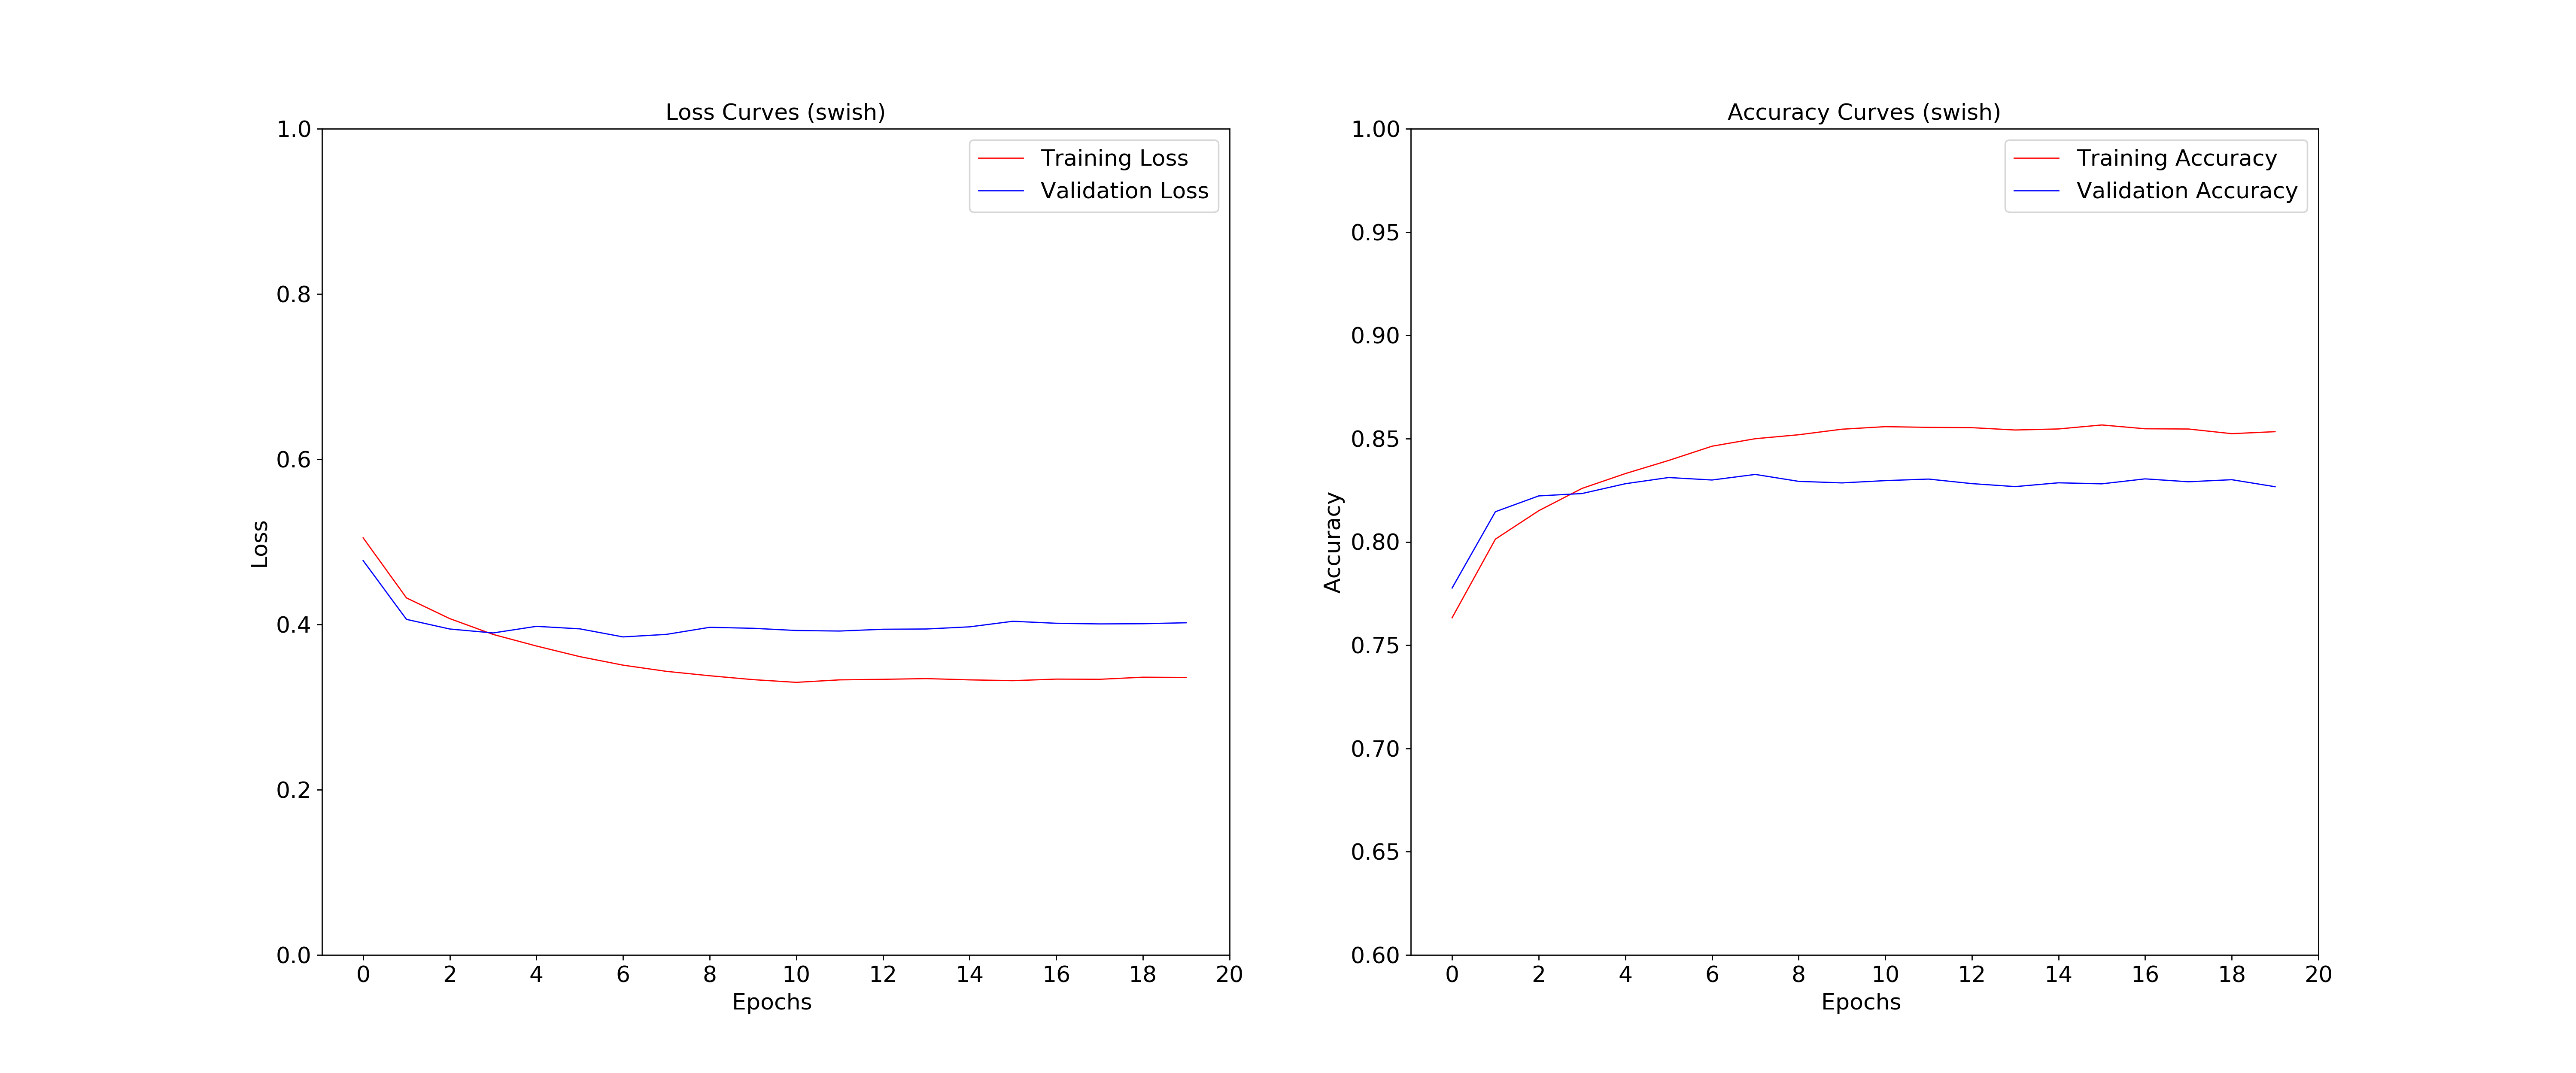 Loss Curves (swish)
1.0
0.8
0.6
0.4
0.2
0.0
Loss
Training Loss
Validation Loss
0 2 4 6 8 10 12 14 16 18 20
Epochs
Accuracy Curves (swish)
1.00
0.95
0.90
0.85
0.80
0.75
0.70
0.65
0.60
Accuracy
Training Accuracy
Validation Accuracy
0 2 4 6 8 10 12 14 16 18 20
Epochs